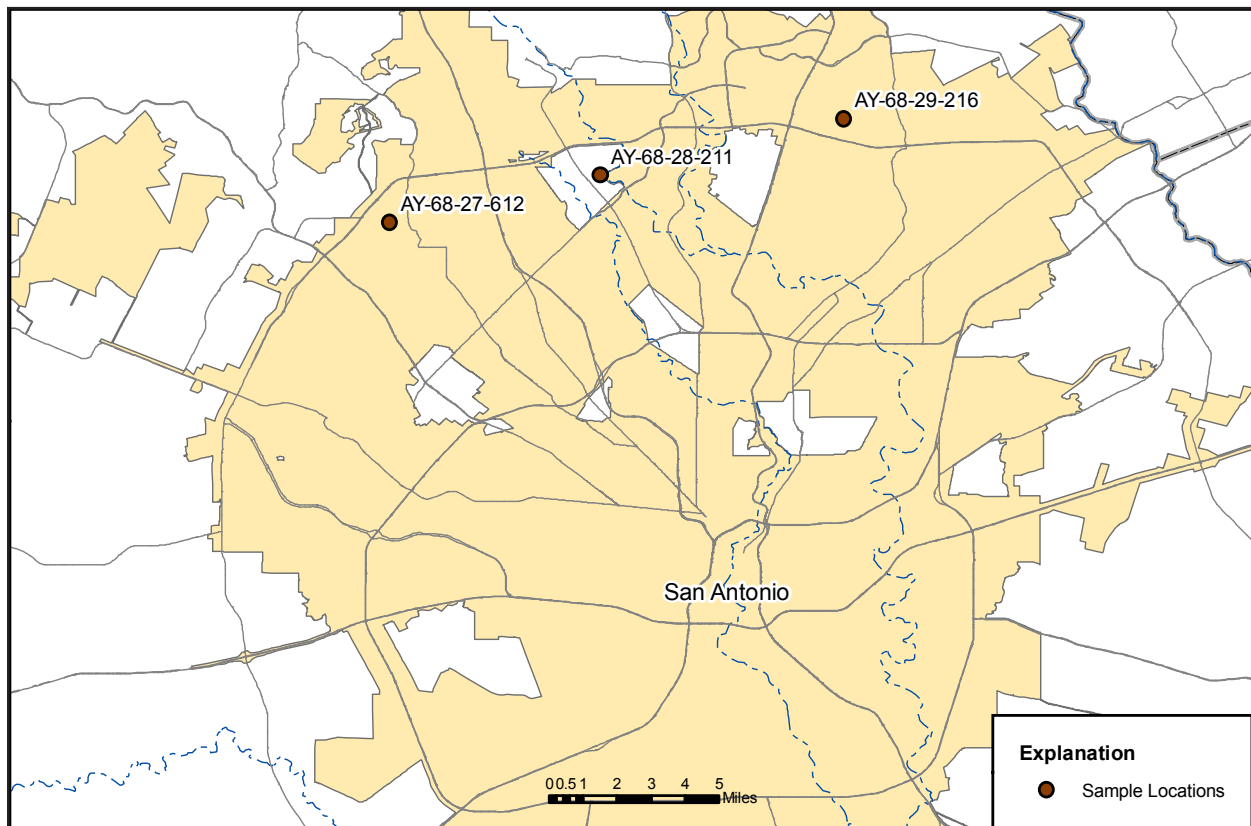 AY-68-29-216
AY-68-28-211
AY-68-27-612
San Antonio
0 0.5 1 2 3 4 5
Miles
Explanation
Sample Locations